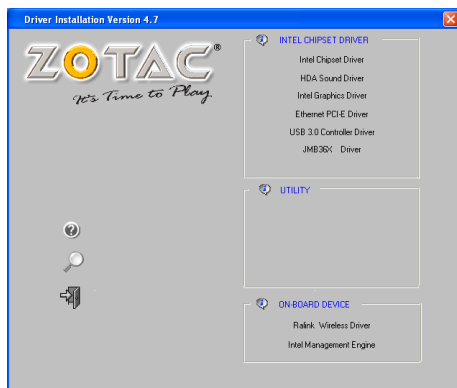 Driver Installation Version 4.7
ZOTAC®
It's Time to Play.
INTEL CHIPSET DRIVER
Intel Chipset Driver
HDA Sound Driver
Intel Graphics Driver
Ethernet PCI-E Driver
USB 3.0 Controller Driver
JMB36X Driver
UTILITY
ON-BOARD DEVICE
Ralink Wireless Driver
Intel Management Engine